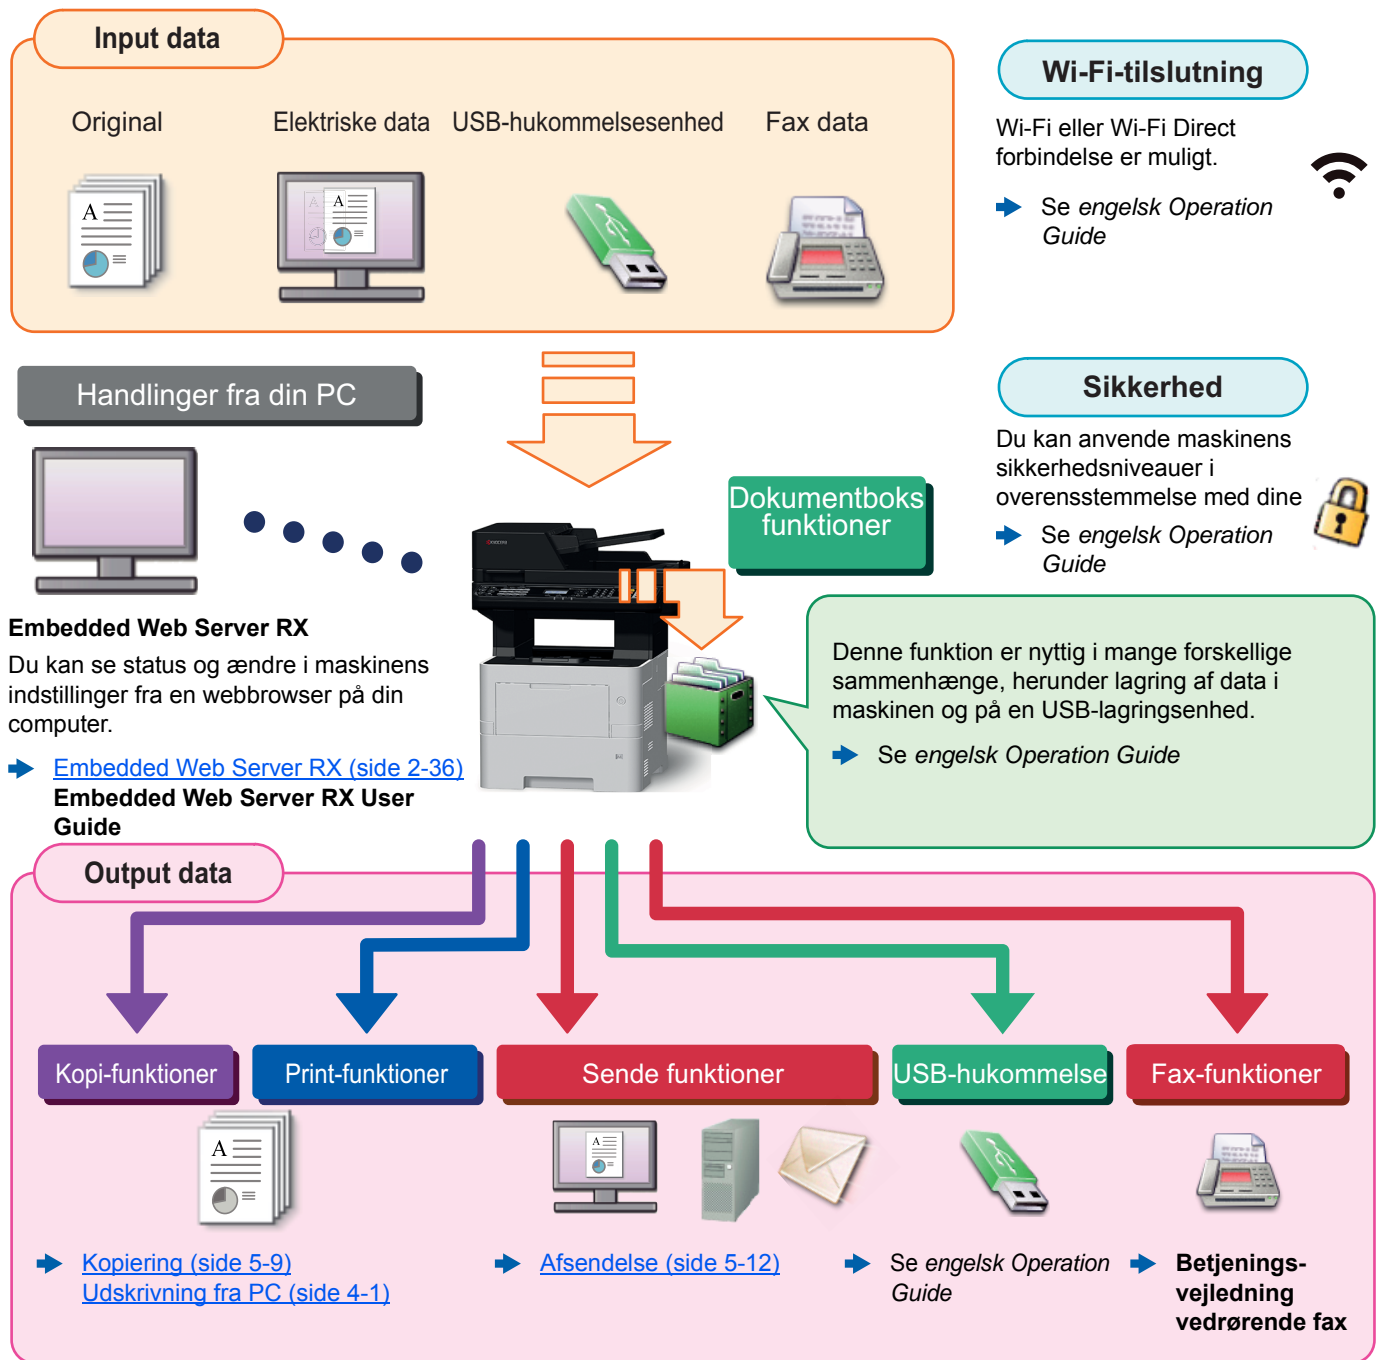 Input data
Original
Elektriske data
USB-hukommelsesenhed
Fax data
Wi-Fi-tilslutning
Wi-Fi eller Wi-Fi Direct
forbindelse er muligt.
Se engelsk Operation
Guide
Handlinger fra din PC
Sikkerhed
Du kan anvende maskinens
sikkerhedsniveauer i
overensstemmelse med dine
Se engelsk Operation
Guide
Dokumentboks
funktioner
Embedded Web Server RX
Du kan se status og ændre i maskinens
indstillinger fra en webbrowser på din
computer.
Embedded Web Server RX (side 2-36)
Embedded Web Server RX User
Guide
Denne funktion er nyttig i mange forskellige
sammenhænge, herunder lagring af data i
maskinen og på en USB-lagringsenhed.
Se engelsk Operation Guide
Output data
Kopi-funktioner
Print-funktioner
Sende funktioner
USB-hukommelse
Fax-funktioner
A
A
Kopiering (side 5-9)
Udskrivning fra PC (side 4-1)
Afsendelse (side 5-12)
Se engelsk Operation
Guide
Betjenings-
vejledning
vedrørende fax